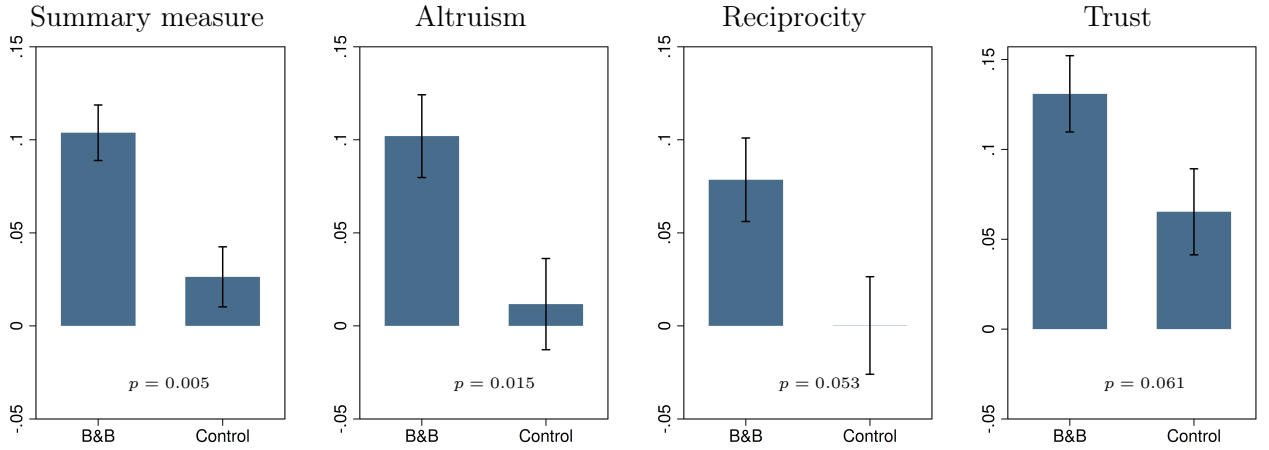 Summary measure
.15
.1
.05
0
-.05
p = 0.005
B&B Control
Altruism
.15
.1
.05
0
-.05
p = 0.015
B&B Control
Reciprocity
.15
.1
.05
0
-.05
p = 0.053
B&B Control
Trust
.15
.1
.05
0
-.05
p = 0.061
B&B Control